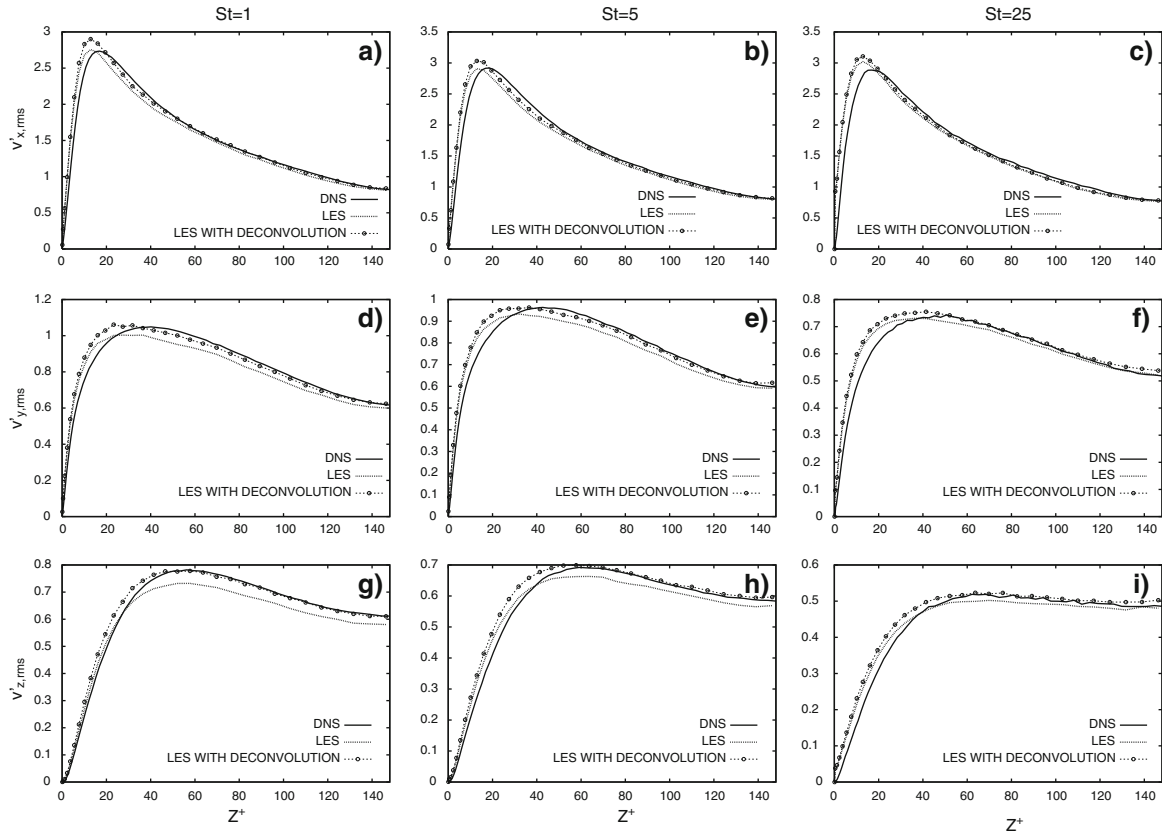 St=1
St=5
St=25
a)
v'x,rms
3
2.5
2
1.5
1
0.5
0
0 20 40 60 80 100 120 140
DNS
LES
LES WITH DECONVOLUTION
b)
3.5
3
2.5
2
1.5
1
0.5
0
0 20 40 60 80 100 120 140
DNS
LES
LES WITH DECONVOLUTION
c)
3.5
3
2.5
2
1.5
1
0.5
0
0 20 40 60 80 100 120 140
DNS
LES
LES WITH DECONVOLUTION
d)
v'y,rms
1.2
1
0.8
0.6
0.4
0.2
0
0 20 40 60 80 100 120 140
DNS
LES
LES WITH DECONVOLUTION
e)
1
0.9
0.8
0.7
0.6
0.5
0.4
0.3
0.2
0.1
0
0 20 40 60 80 100 120 140
DNS
LES
LES WITH DECONVOLUTION
f)
0.8
0.7
0.6
0.5
0.4
0.3
0.2
0.1
0
0 20 40 60 80 100 120 140
DNS
LES
LES WITH DECONVOLUTION
g)
v'z,rms
0.8
0.7
0.6
0.5
0.4
0.3
0.2
0.1
0
0 20 40 60 80 100 120 140
Z+
DNS
LES
LES WITH DECONVOLUTION
h)
0.7
0.6
0.5
0.4
0.3
0.2
0.1
0
0 20 40 60 80 100 120 140
Z+
DNS
LES
LES WITH DECONVOLUTION
i)
0.6
0.5
0.4
0.3
0.2
0.1
0
0 20 40 60 80 100 120 140
Z+
DNS
LES
LES WITH DECONVOLUTION